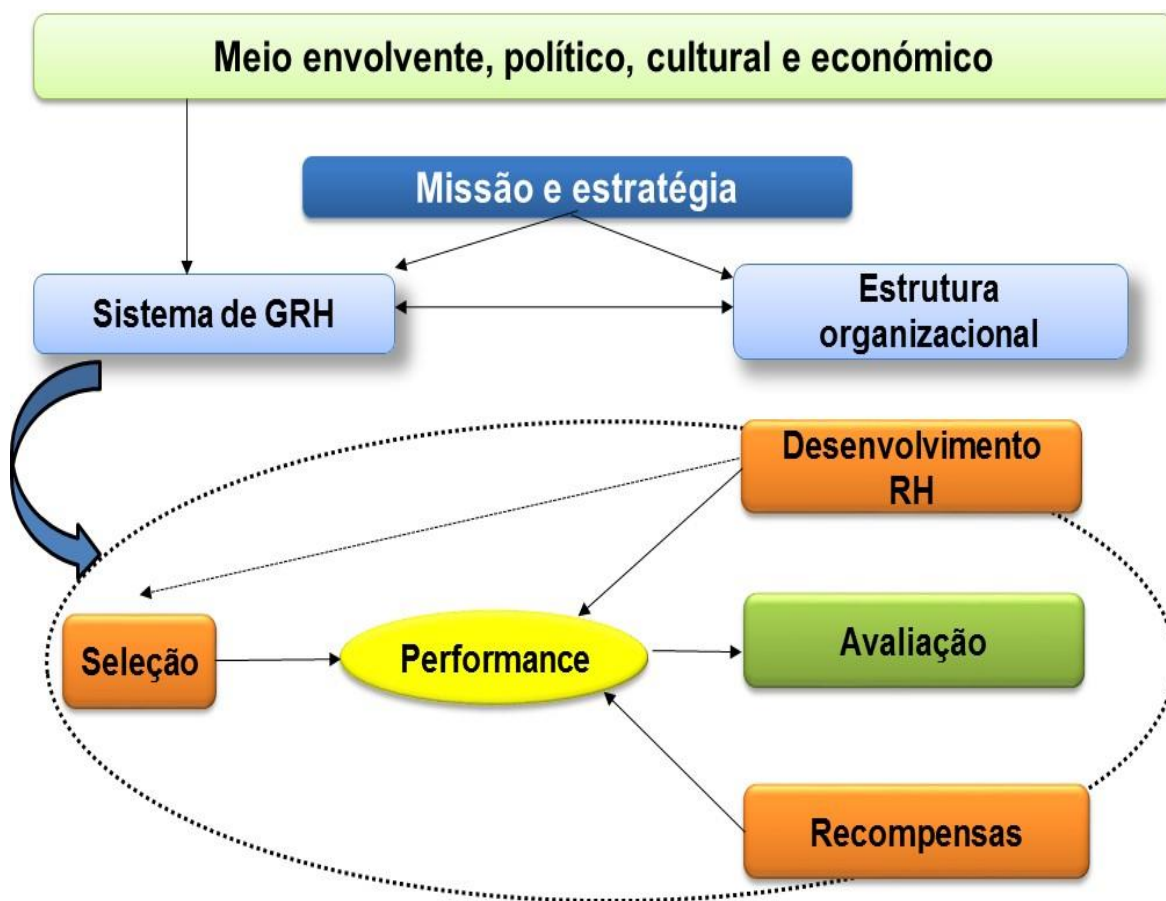 Meio envolvente, político, cultural e económico
Missão e estratégia
Sistema de GRH
Estrutura
organizacional
Desenvolvimento
RH
Seleção
Performance
Avaliação
Recompensas